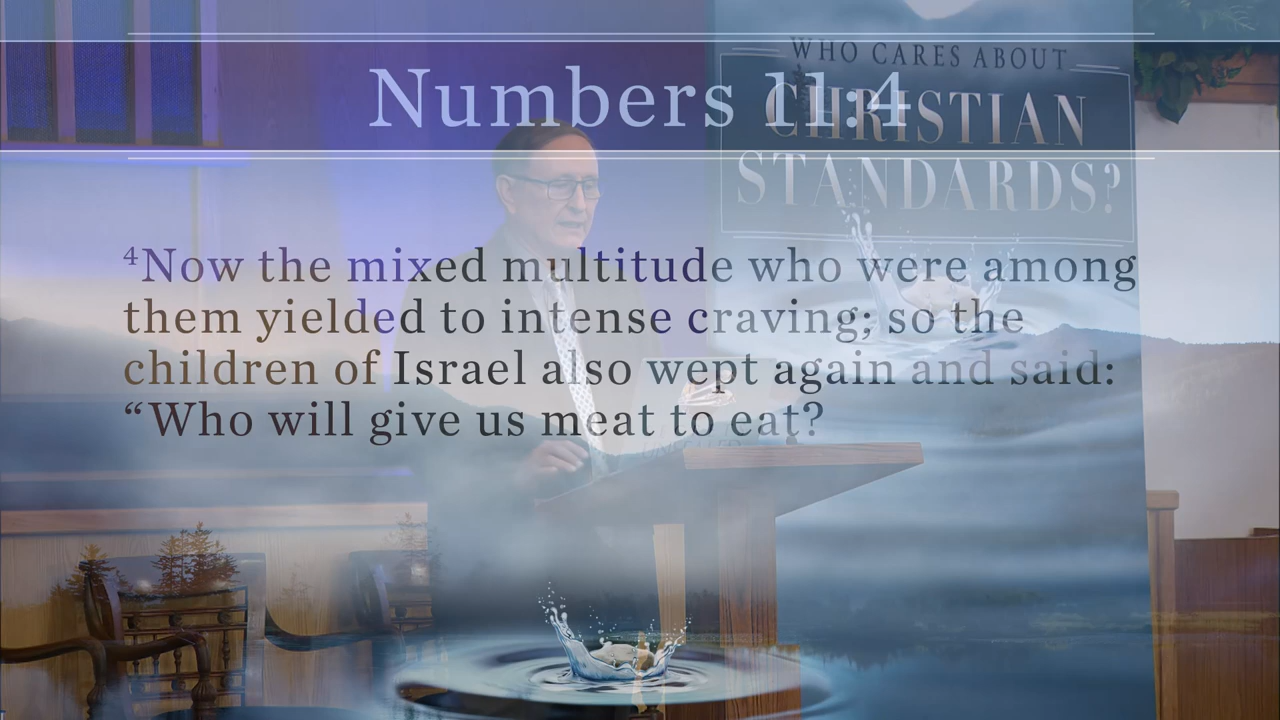 Numbers 11:4
WHO CARES ABOUT
CHRISTIAN
STANDARDS?
⁴Now the mixed multitude who were among
them yielded to intense craving; so the
children of Israel also wept again and said:
“Who will give us meat to eat?